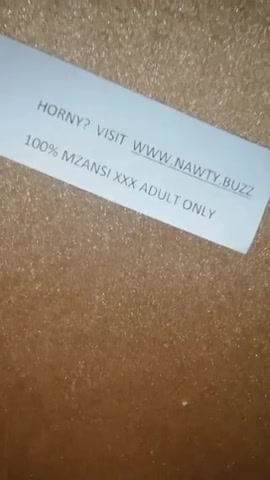 HORNY? VISIT WWW.NAWTY.BUZZ
100% MZANSI XXX ADULT ONLY